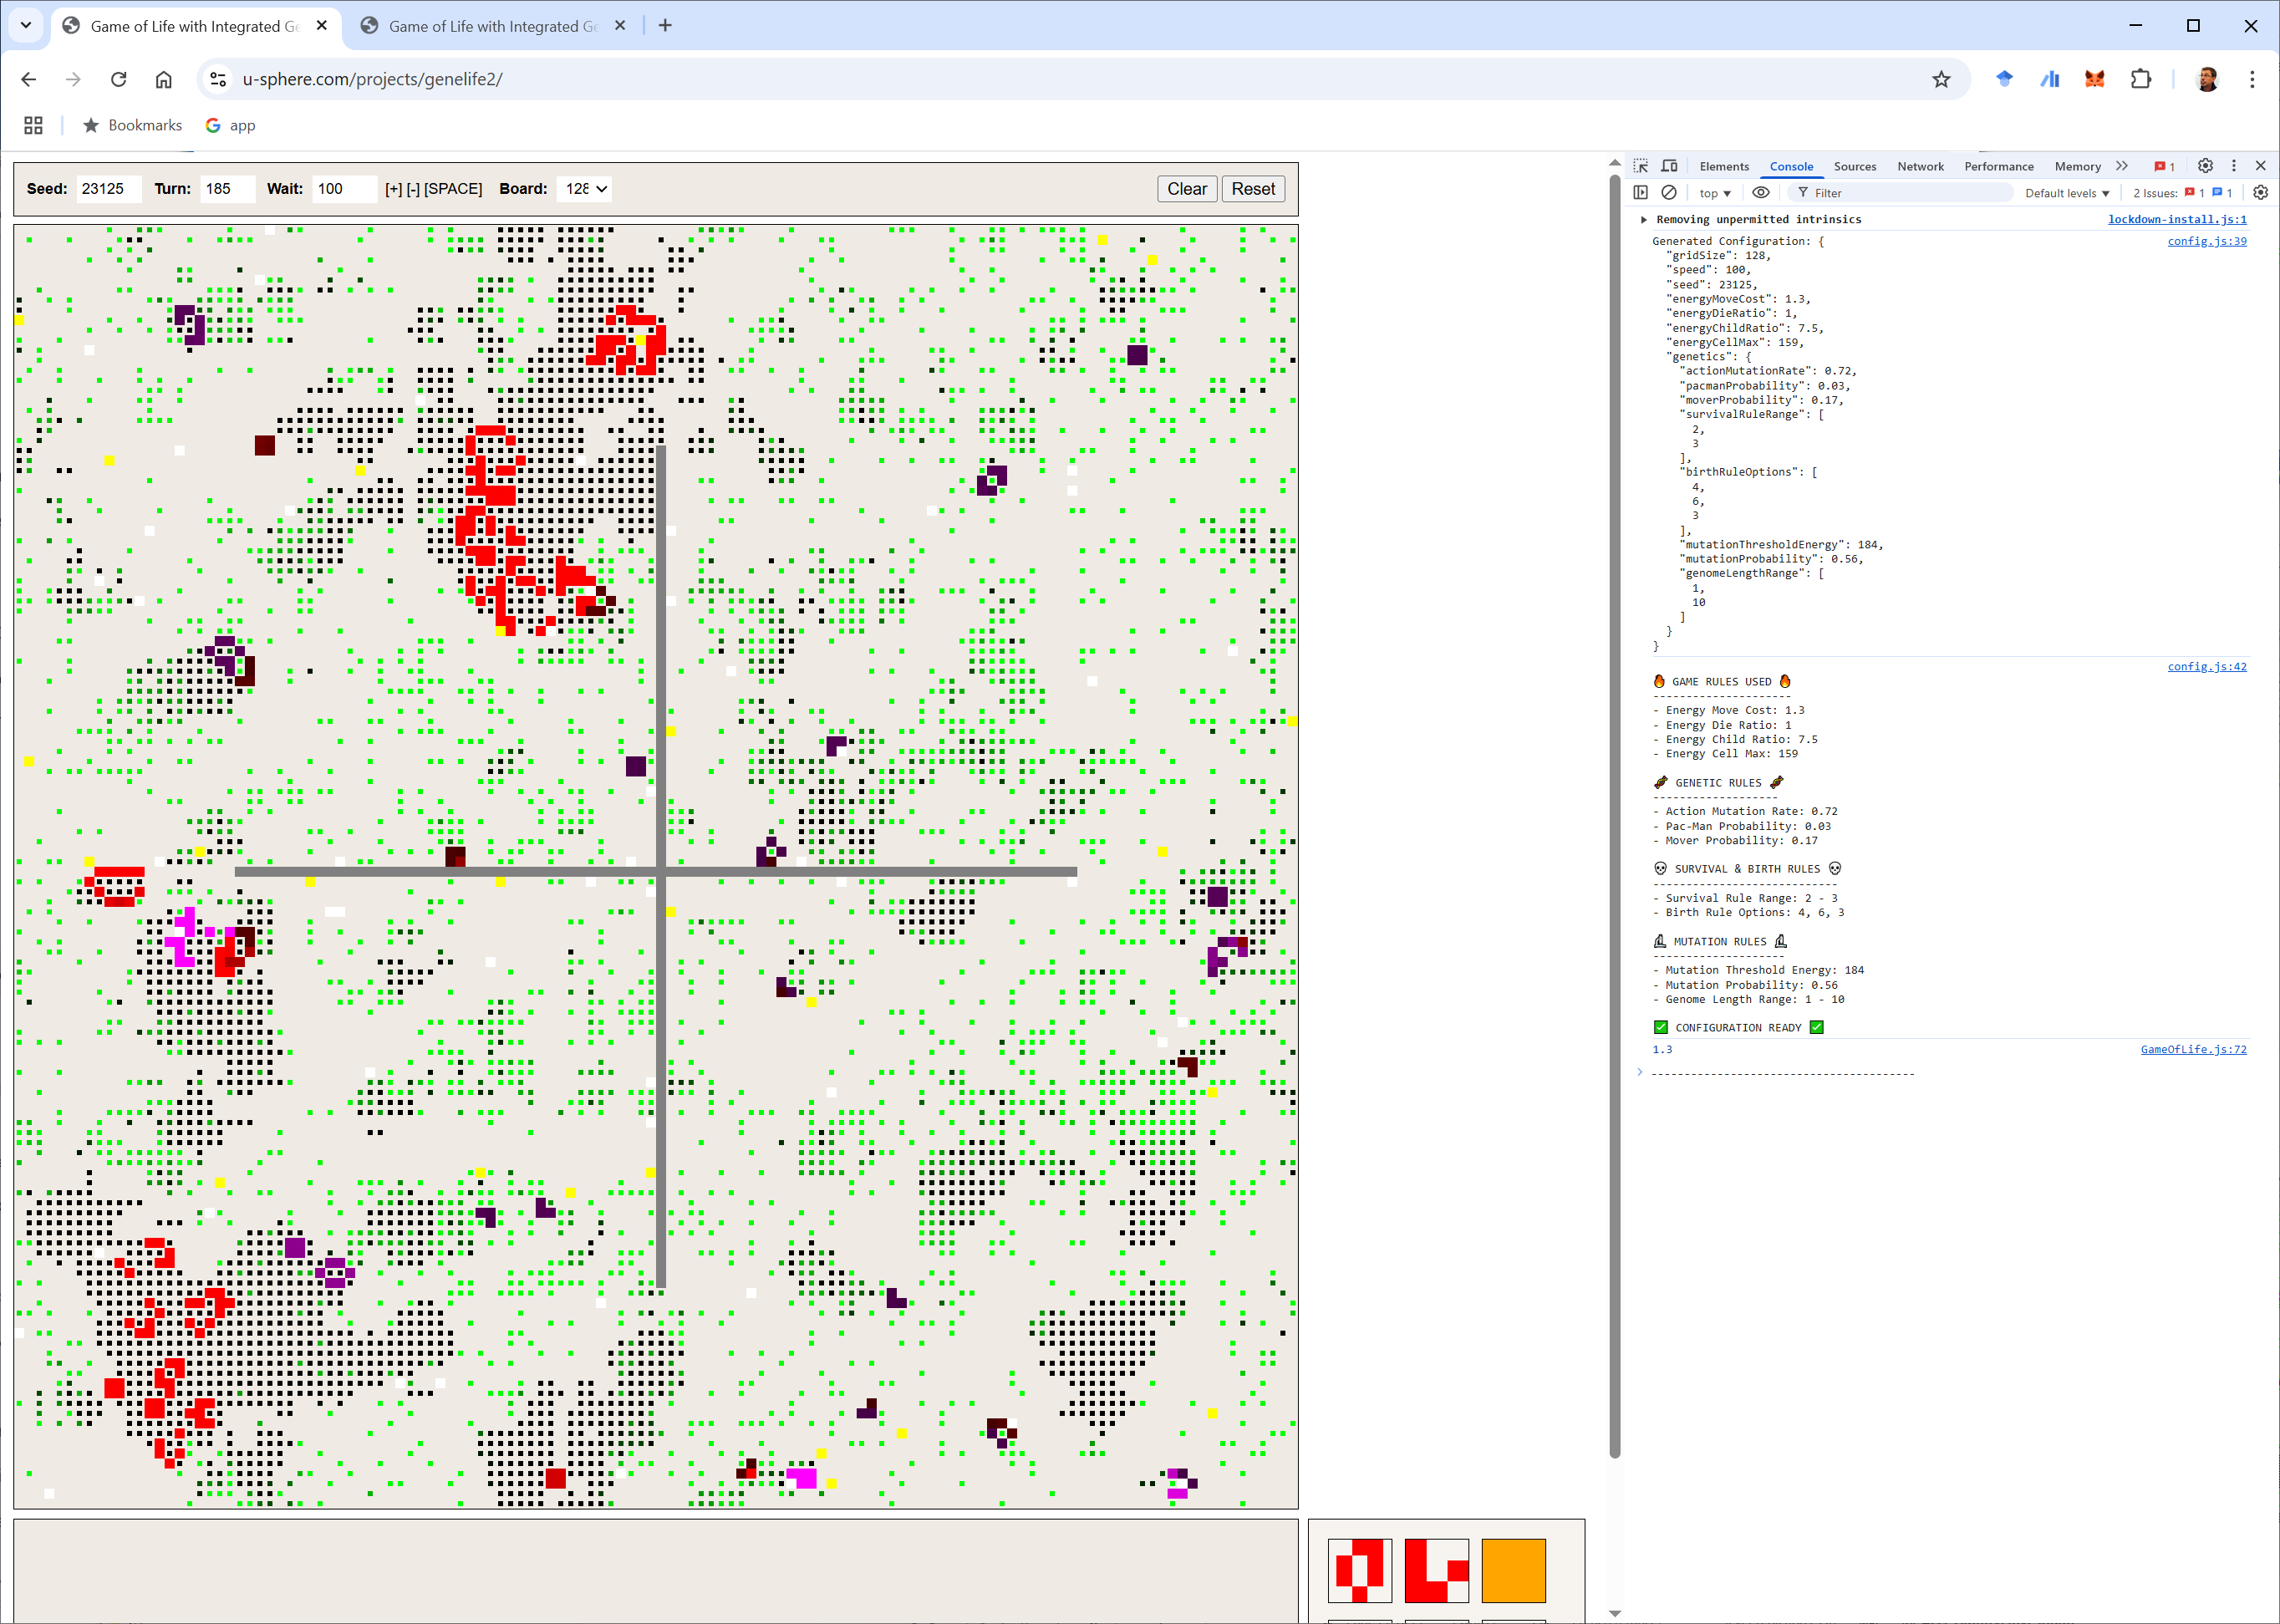 Game of Life with Integrated Ge
Game of Life with Integrated Ge
u-sphere.com/projects/genelife2/
Bookmarks
app
Seed: 23125 Turn: 185 Wait: 100 [+] [-] [SPACE] Board: 128 Clear Reset
Elements Console Sources Network Performance Memory 1
top Filter Default levels 2 Issues: 1 1
Removing unpermitted intrinsics lockdown-install.js:1
Generated Configuration: { config.js:39
"gridSize": 128,
"speed": 100,
"seed": 23125,
"energyMoveCost": 1.3,
"energyDieRatio": 1,
"energyChildRatio": 7.5,
"energyCellMax": 159,
"genetics": {
"actionMutationRate": 0.72,
"pacmanProbability": 0.03,
"moverProbability": 0.17,
"survivalRuleRange": [
2,
3
],
"birthRuleOptions": [
4,
6,
3
],
"mutationThresholdEnergy": 184,
"mutationProbability": 0.56,
"genomeLengthRange": [
1,
10
]
}
}
config.js:42
🔥 GAME RULES USED 🔥
---------------------
- Energy Move Cost: 1.3
- Energy Die Ratio: 1
- Energy Child Ratio: 7.5
- Energy Cell Max: 159
GENETIC RULES
-------------------
- Action Mutation Rate: 0.72
- Pac-Man Probability: 0.03
- Mover Probability: 0.17
💀 SURVIVAL & BIRTH RULES 💀
----------------------------
- Survival Rule Range: 2 - 3
- Birth Rule Options: 4, 6, 3
MUTATION RULES
--------------------
- Mutation Threshold Energy: 184
- Mutation Probability: 0.56
- Genome Length Range: 1 - 10
✅ CONFIGURATION READY ✅
1.3 GameOfLife.js:72
----------------------------------------